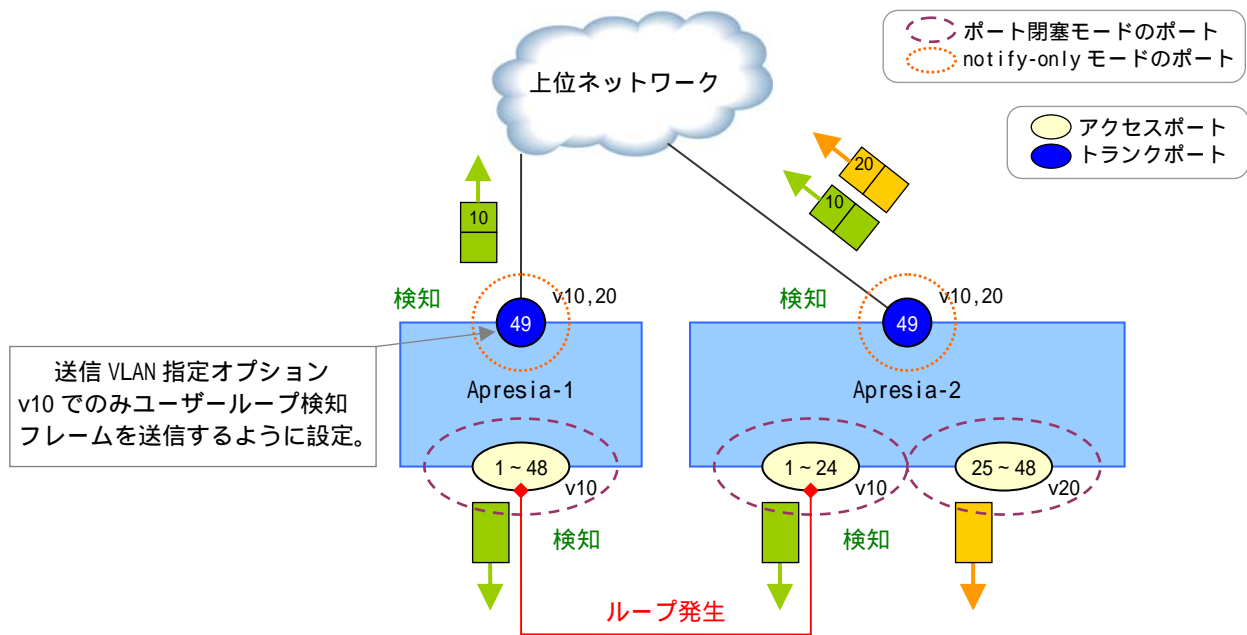 ポート閉塞モードのポート
notify-only モードのポート
上位ネットワーク
アクセスポート
トランクポート
20
10
10
検知
v10,20
検知
v10,20
49
49
送信 VLAN 指定オプション
v10 でのみユーザーループ検知
フレームを送信するように設定。
Apresia-1
Apresia-2
1~48
v10
1~24
v10
25~48
v20
検知
検知
ループ発生